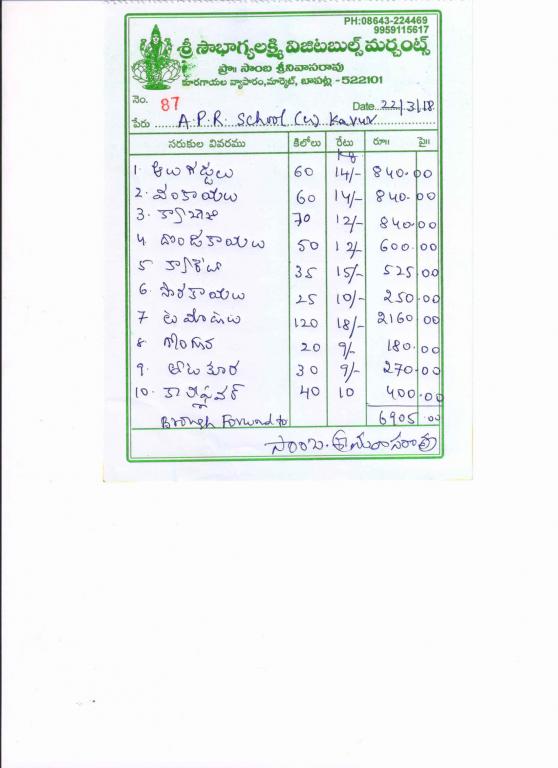 PH:08643-224469
9959115617
శ్రీ సౌభాగ్యలక్ష్మి విజిటబుల్స్ మర్చంట్స్
ప్రొ॥ సాంబ శ్రీనివాసరావు
కూరగాయల వ్యాపారం,మార్కెట్, బాపట్ల - 522101
నెం. 87
Date 22/3/18
పేరు A.P.R. School (G) Kavur
సరుకుల వివరము కిలోలు రేటు రూ॥ పై॥
Kg
1. ఆలుగడ్డలు 60 14/- 840.00
2. వంకాయలు 60 14/- 840.00
3. క్యాబేజి 70 12/- 840.00
4 దొండకాయలు 50 12/- 600.00
5 క్యారెట్ 35 15/- 525.00
6. సొరకాయలు 25 10/- 250.00
7 టమోటాలు 120 18/- 2160.00
8. గోంగూర 20 9/- 180.00
9. తోటకూర 30 9/- 270.00
10. కాలీఫ్లవర్ 40 10 400.00
Forward to 6905.00
సాంబ.శ్రీనివాసరావు